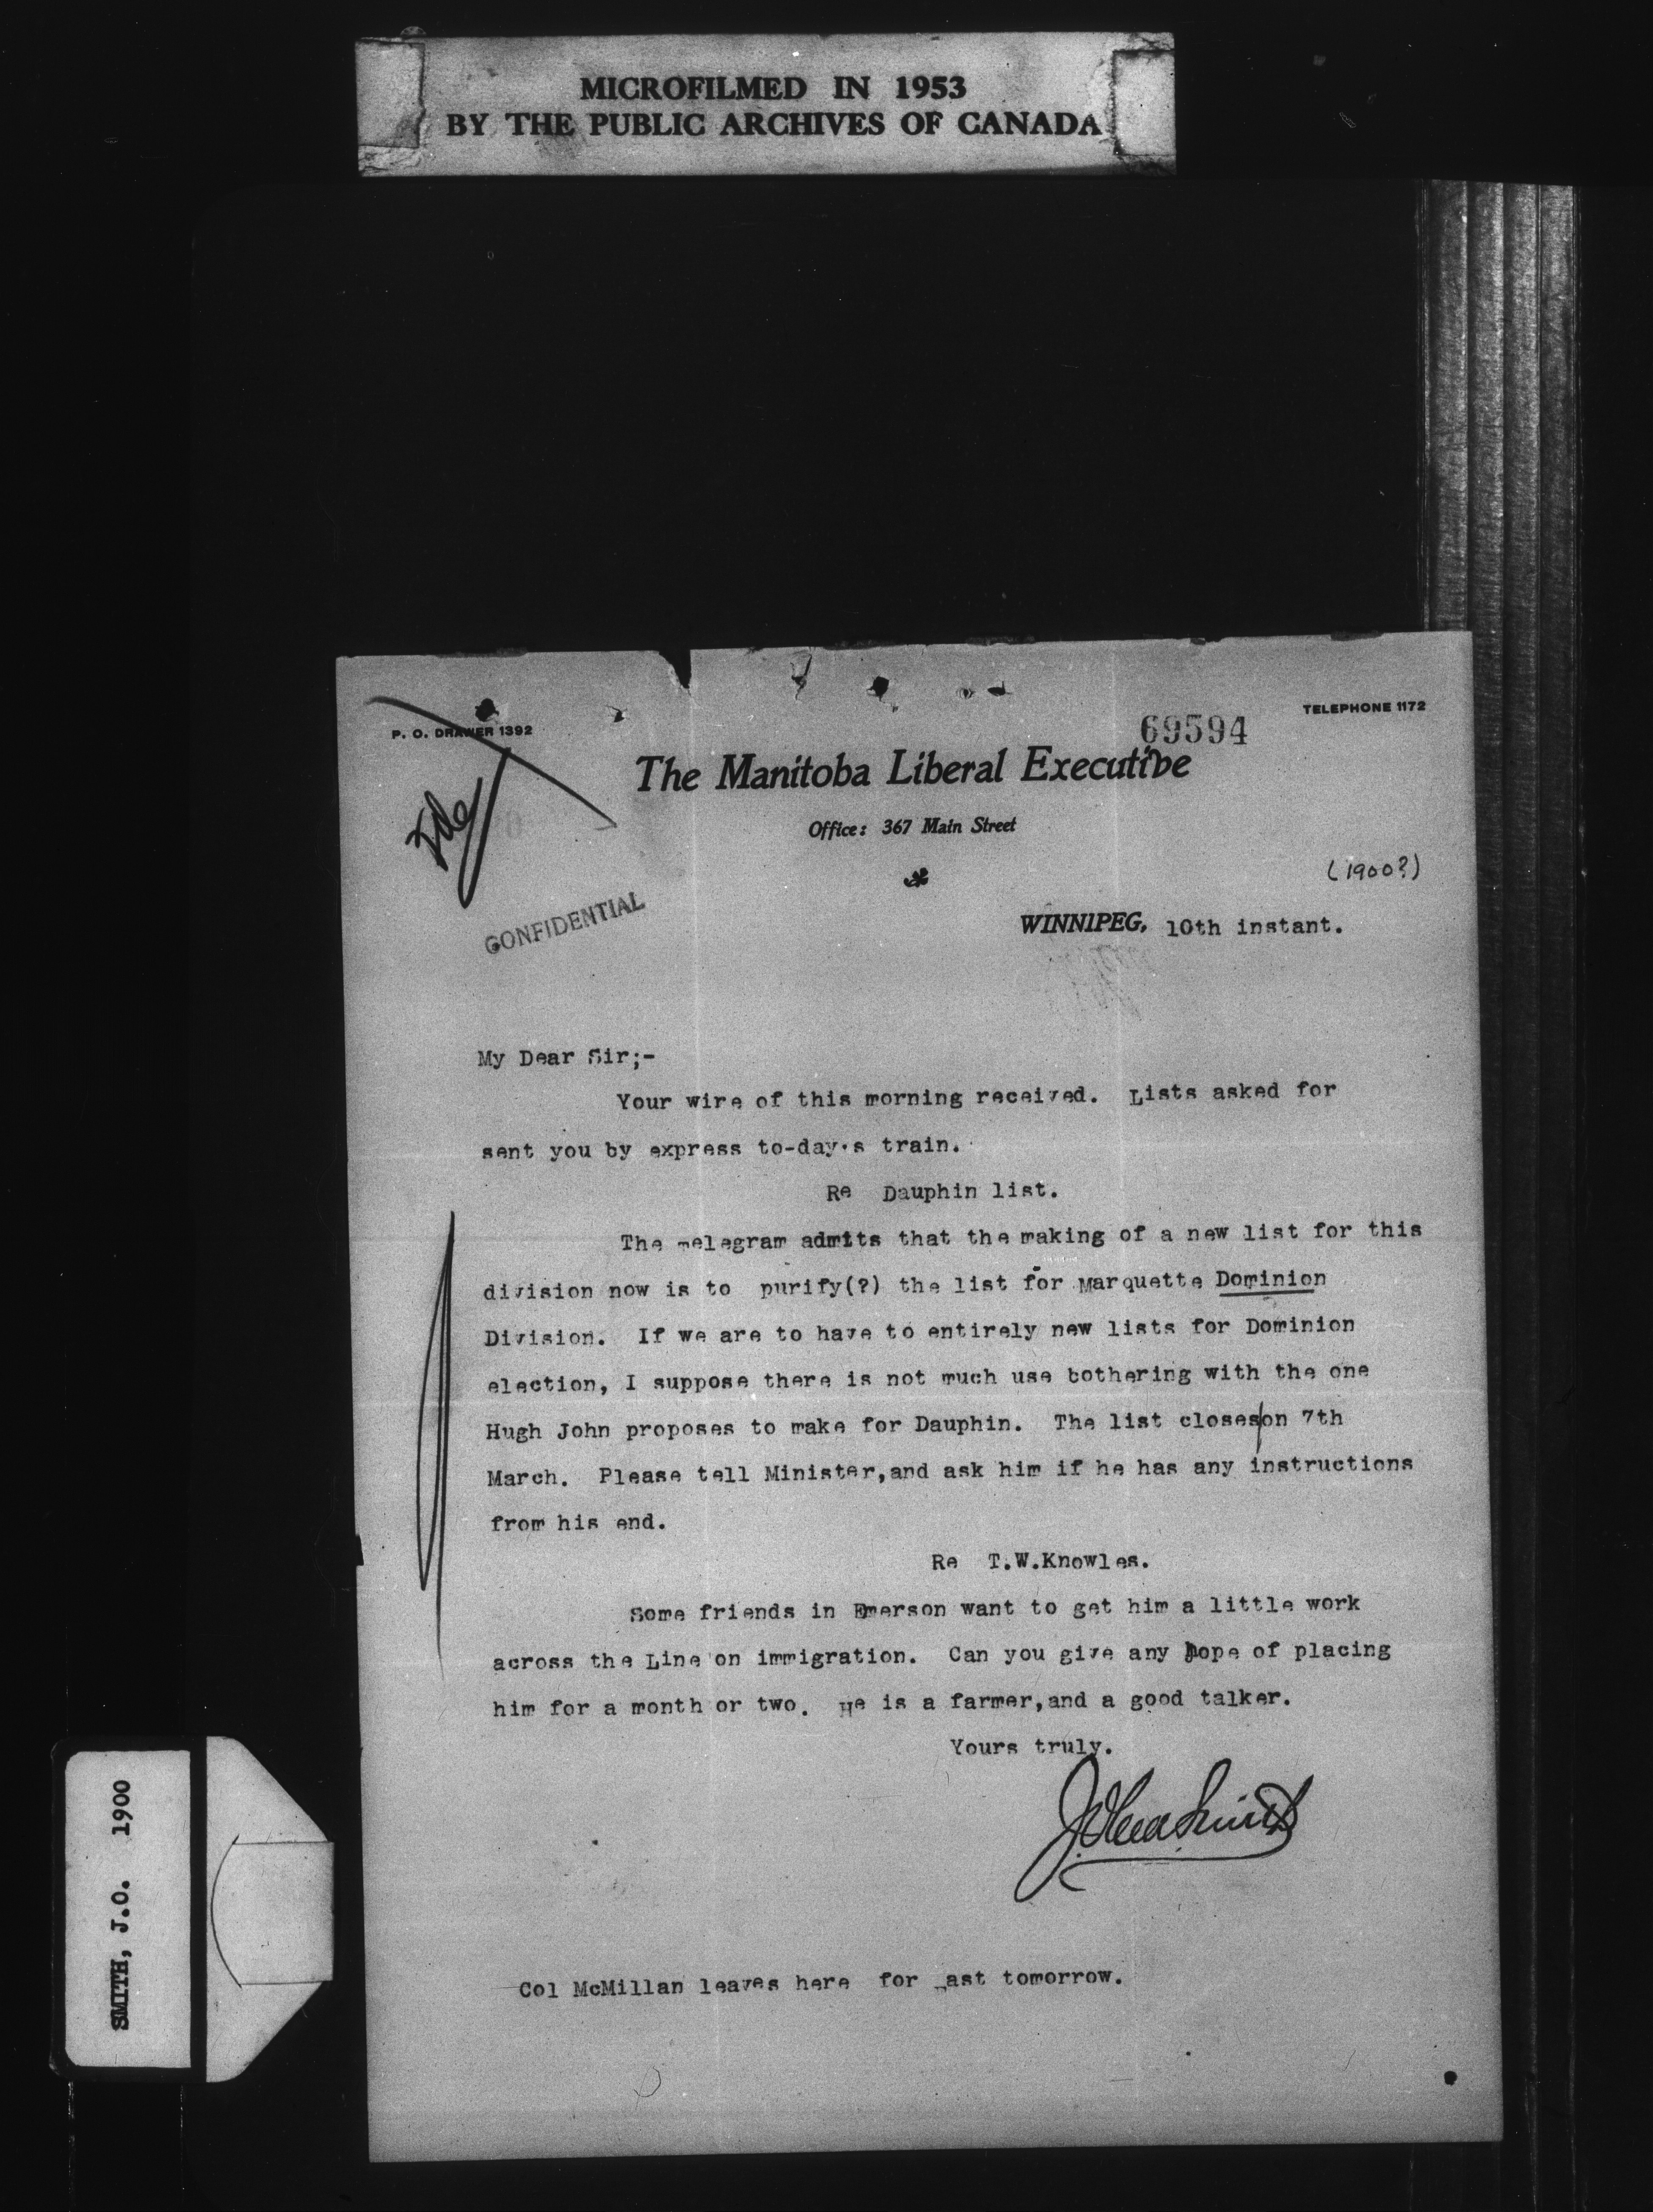 MICROFILMED IN 1953
BY THE PUBLIC ARCHIVES OF CANADA
P. O. DRAWER 1392
TELEPHONE 1172
69594
The Manitoba Liberal Executive
Office: 367 Main Street
(1900?)
CONFIDENTIAL
WINNIPEG, 10th instant.
My Dear Sir;-
Your wire of this morning received. Lists asked for
sent you by express to-day's train.
Re Dauphin list.
The Telegram admits that the making of a new list for this
division now is to purify(?) the list for Marquette Dominion
Division. If we are to have to entirely new lists for Dominion
election, I suppose there is not much use bothering with the one
Hugh John proposes to make for Dauphin. The list closes/on 7th
March. Please tell Minister,and ask him if he has any instructions
from his end.
Re T.W.Knowles.
Some friends in Emerson want to get him a little work
across the Line on immigration. Can you give any hope of placing
him for a month or two. He is a farmer,and a good talker.
Yours truly.
Col McMillan leaves here for East tomorrow.
SMITH, J.O. 1900